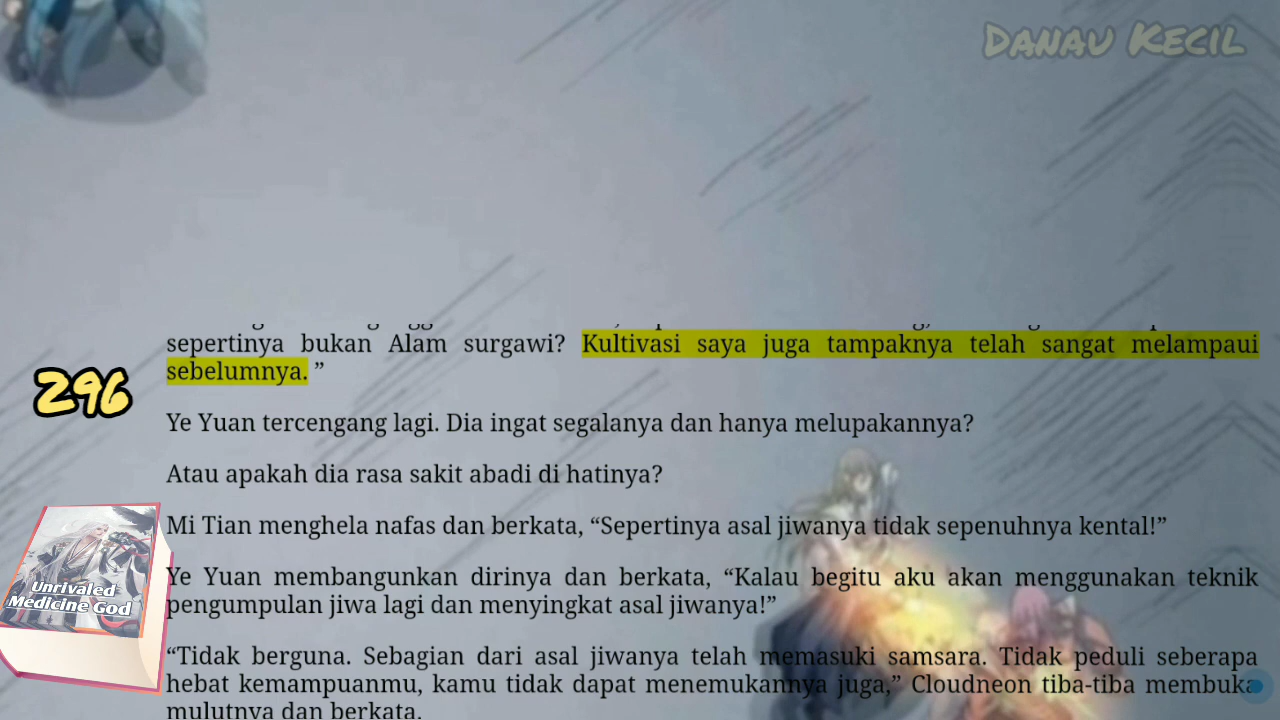 Danau Kecil
sepertinya bukan Alam surgawi? Kultivasi saya juga tampaknya telah sangat melampaui
sebelumnya. ”
296
Ye Yuan tercengang lagi. Dia ingat segalanya dan hanya melupakannya?
Atau apakah dia rasa sakit abadi di hatinya?
Mi Tian menghela nafas dan berkata, “Sepertinya asal jiwanya tidak sepenuhnya kental!”
Ye Yuan membangunkan dirinya dan berkata, “Kalau begitu aku akan menggunakan teknik
pengumpulan jiwa lagi dan menyingkat asal jiwanya!”
Unrivaled
Medicine God
“Tidak berguna. Sebagian dari asal jiwanya telah memasuki samsara. Tidak peduli seberapa
hebat kemampuanmu, kamu tidak dapat menemukannya juga,” Cloudneon tiba-tiba membuka
mulutnya dan berkata.